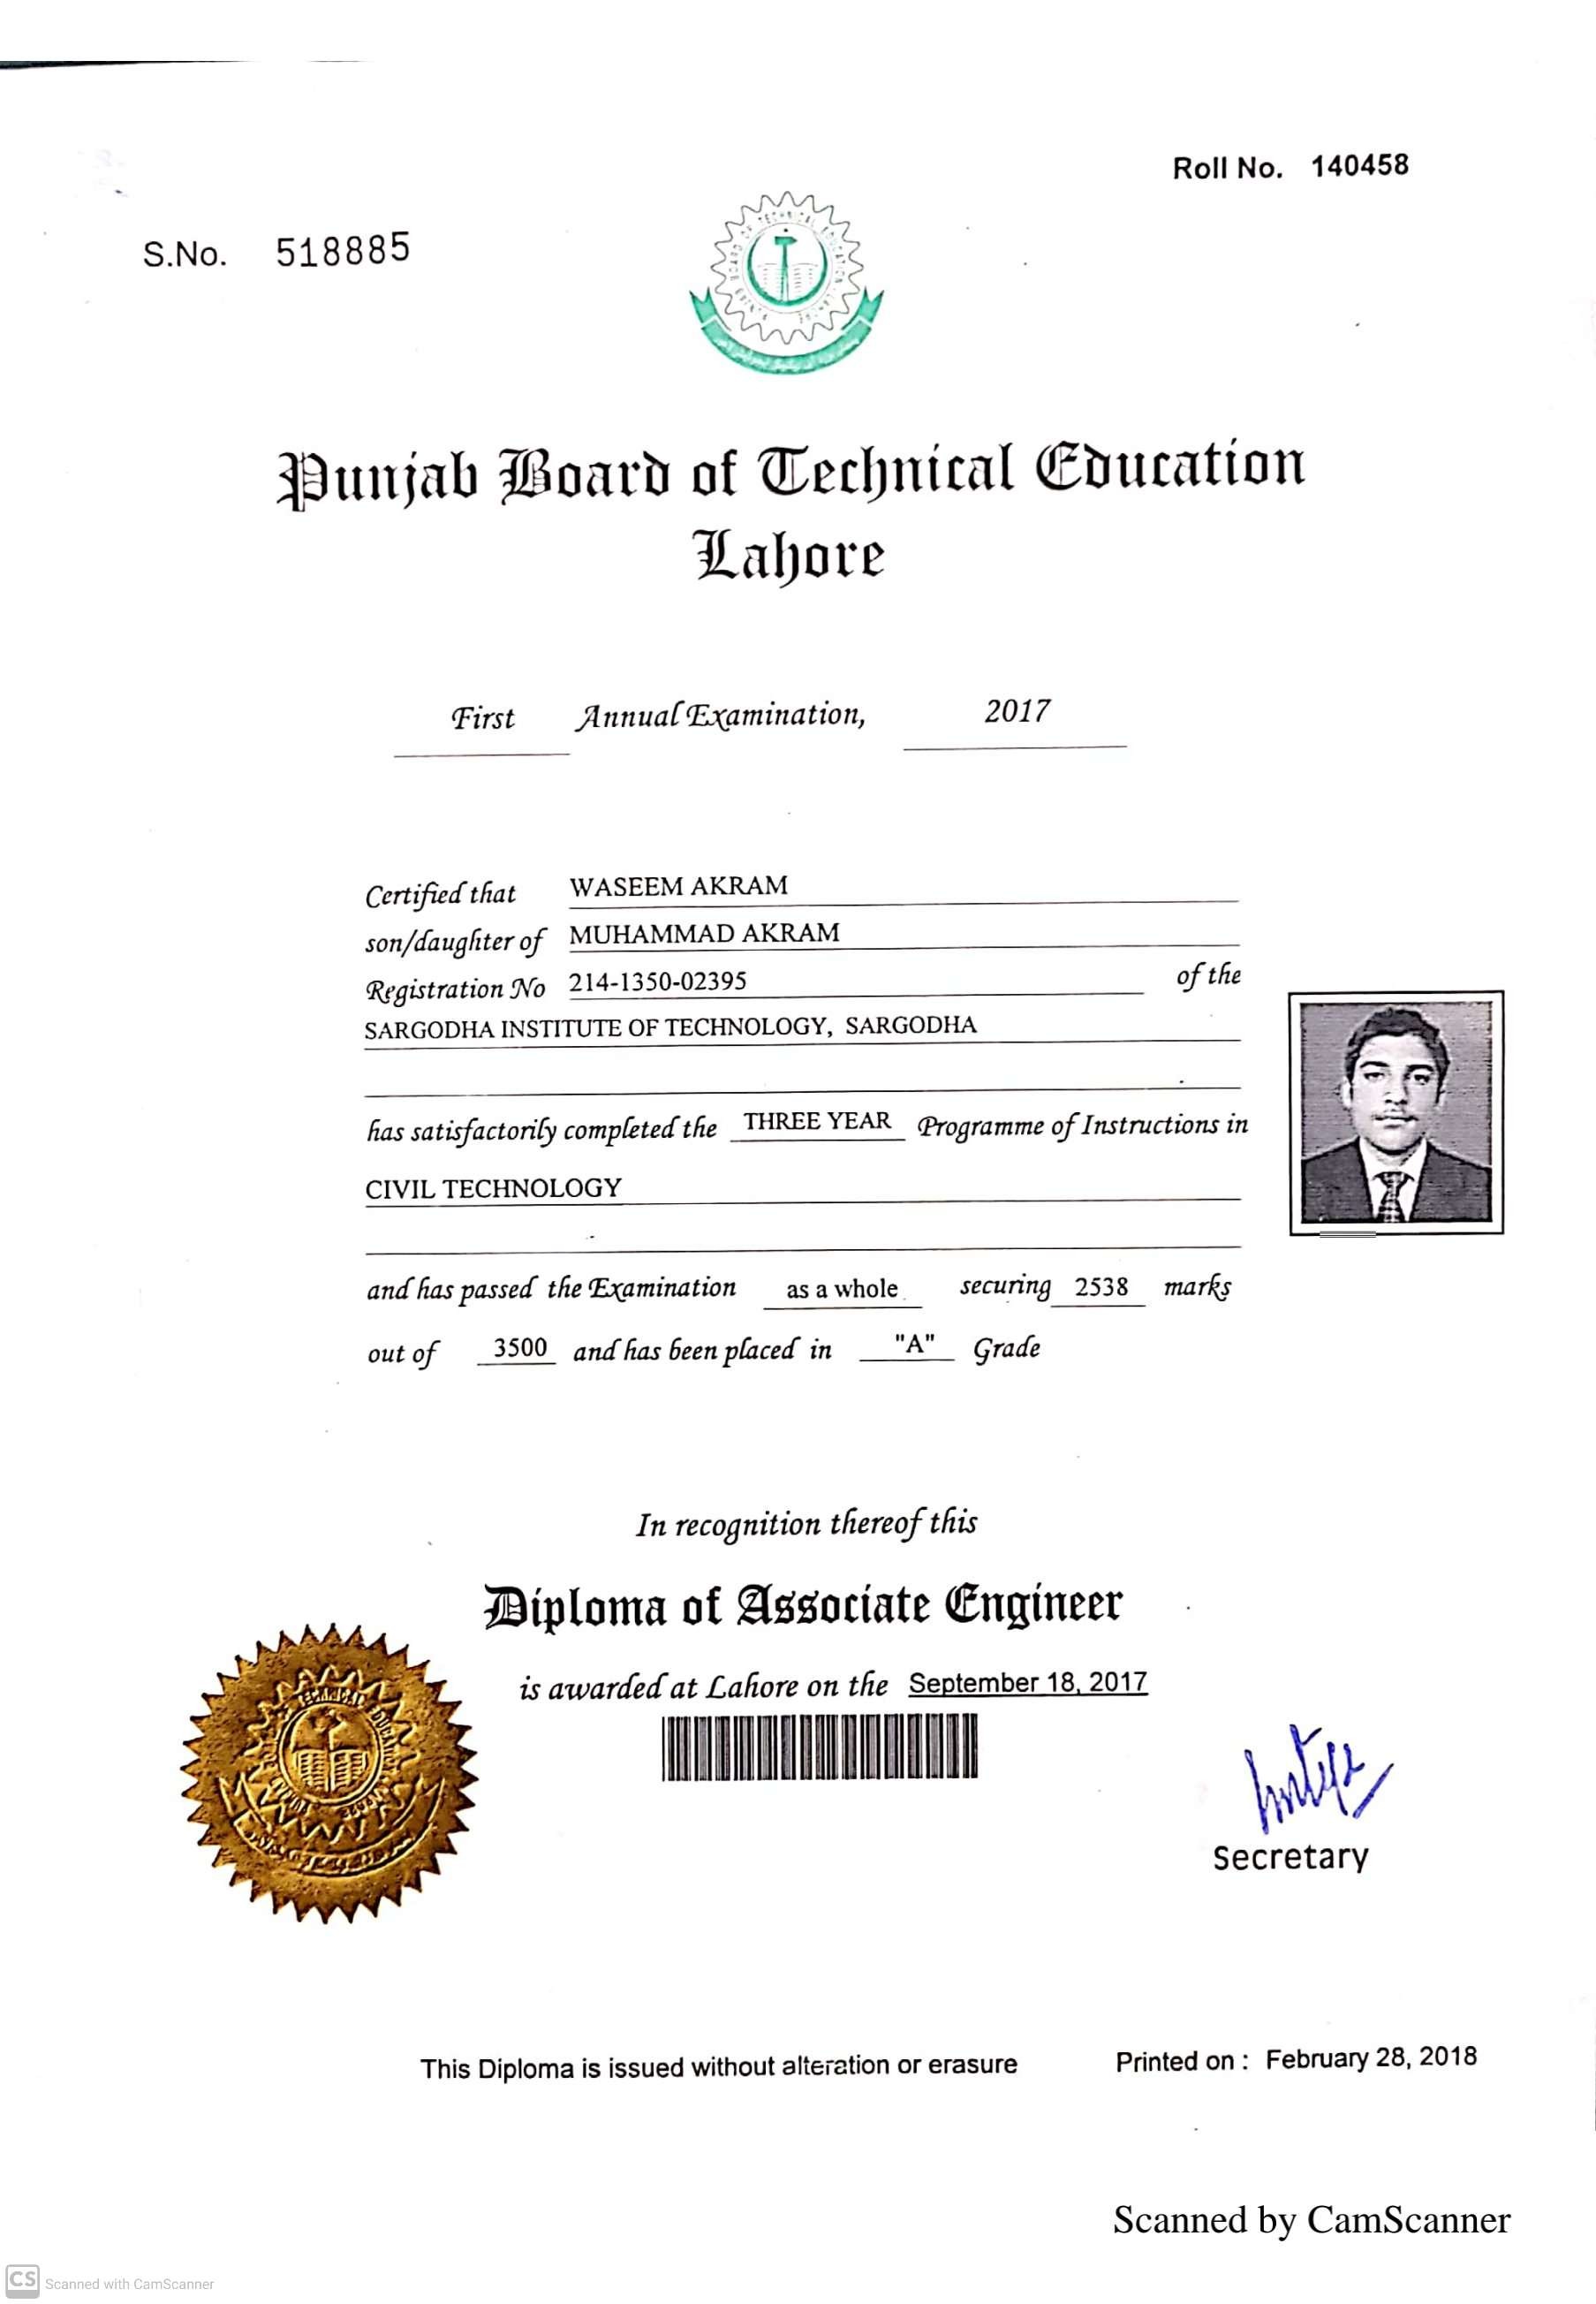 Roll No. 140458
S.No. 518885
Punjab Board of Technical Education
Lahore
First Annual Examination, 2017
Certified that WASEEM AKRAM
son/daughter of MUHAMMAD AKRAM
Registration No 214-1350-02395 of the
SARGODHA INSTITUTE OF TECHNOLOGY, SARGODHA
has satisfactorily completed the THREE YEAR Programme of Instructions in
CIVIL TECHNOLOGY
and has passed the Examination as a whole securing 2538 marks
out of 3500 and has been placed in "A" Grade
In recognition thereof this
Diploma of Associate Engineer
is awarded at Lahore on the September 18, 2017
Secretary
This Diploma is issued without alteration or erasure
Printed on : February 28, 2018
Scanned by CamScanner
CS Scanned with CamScanner